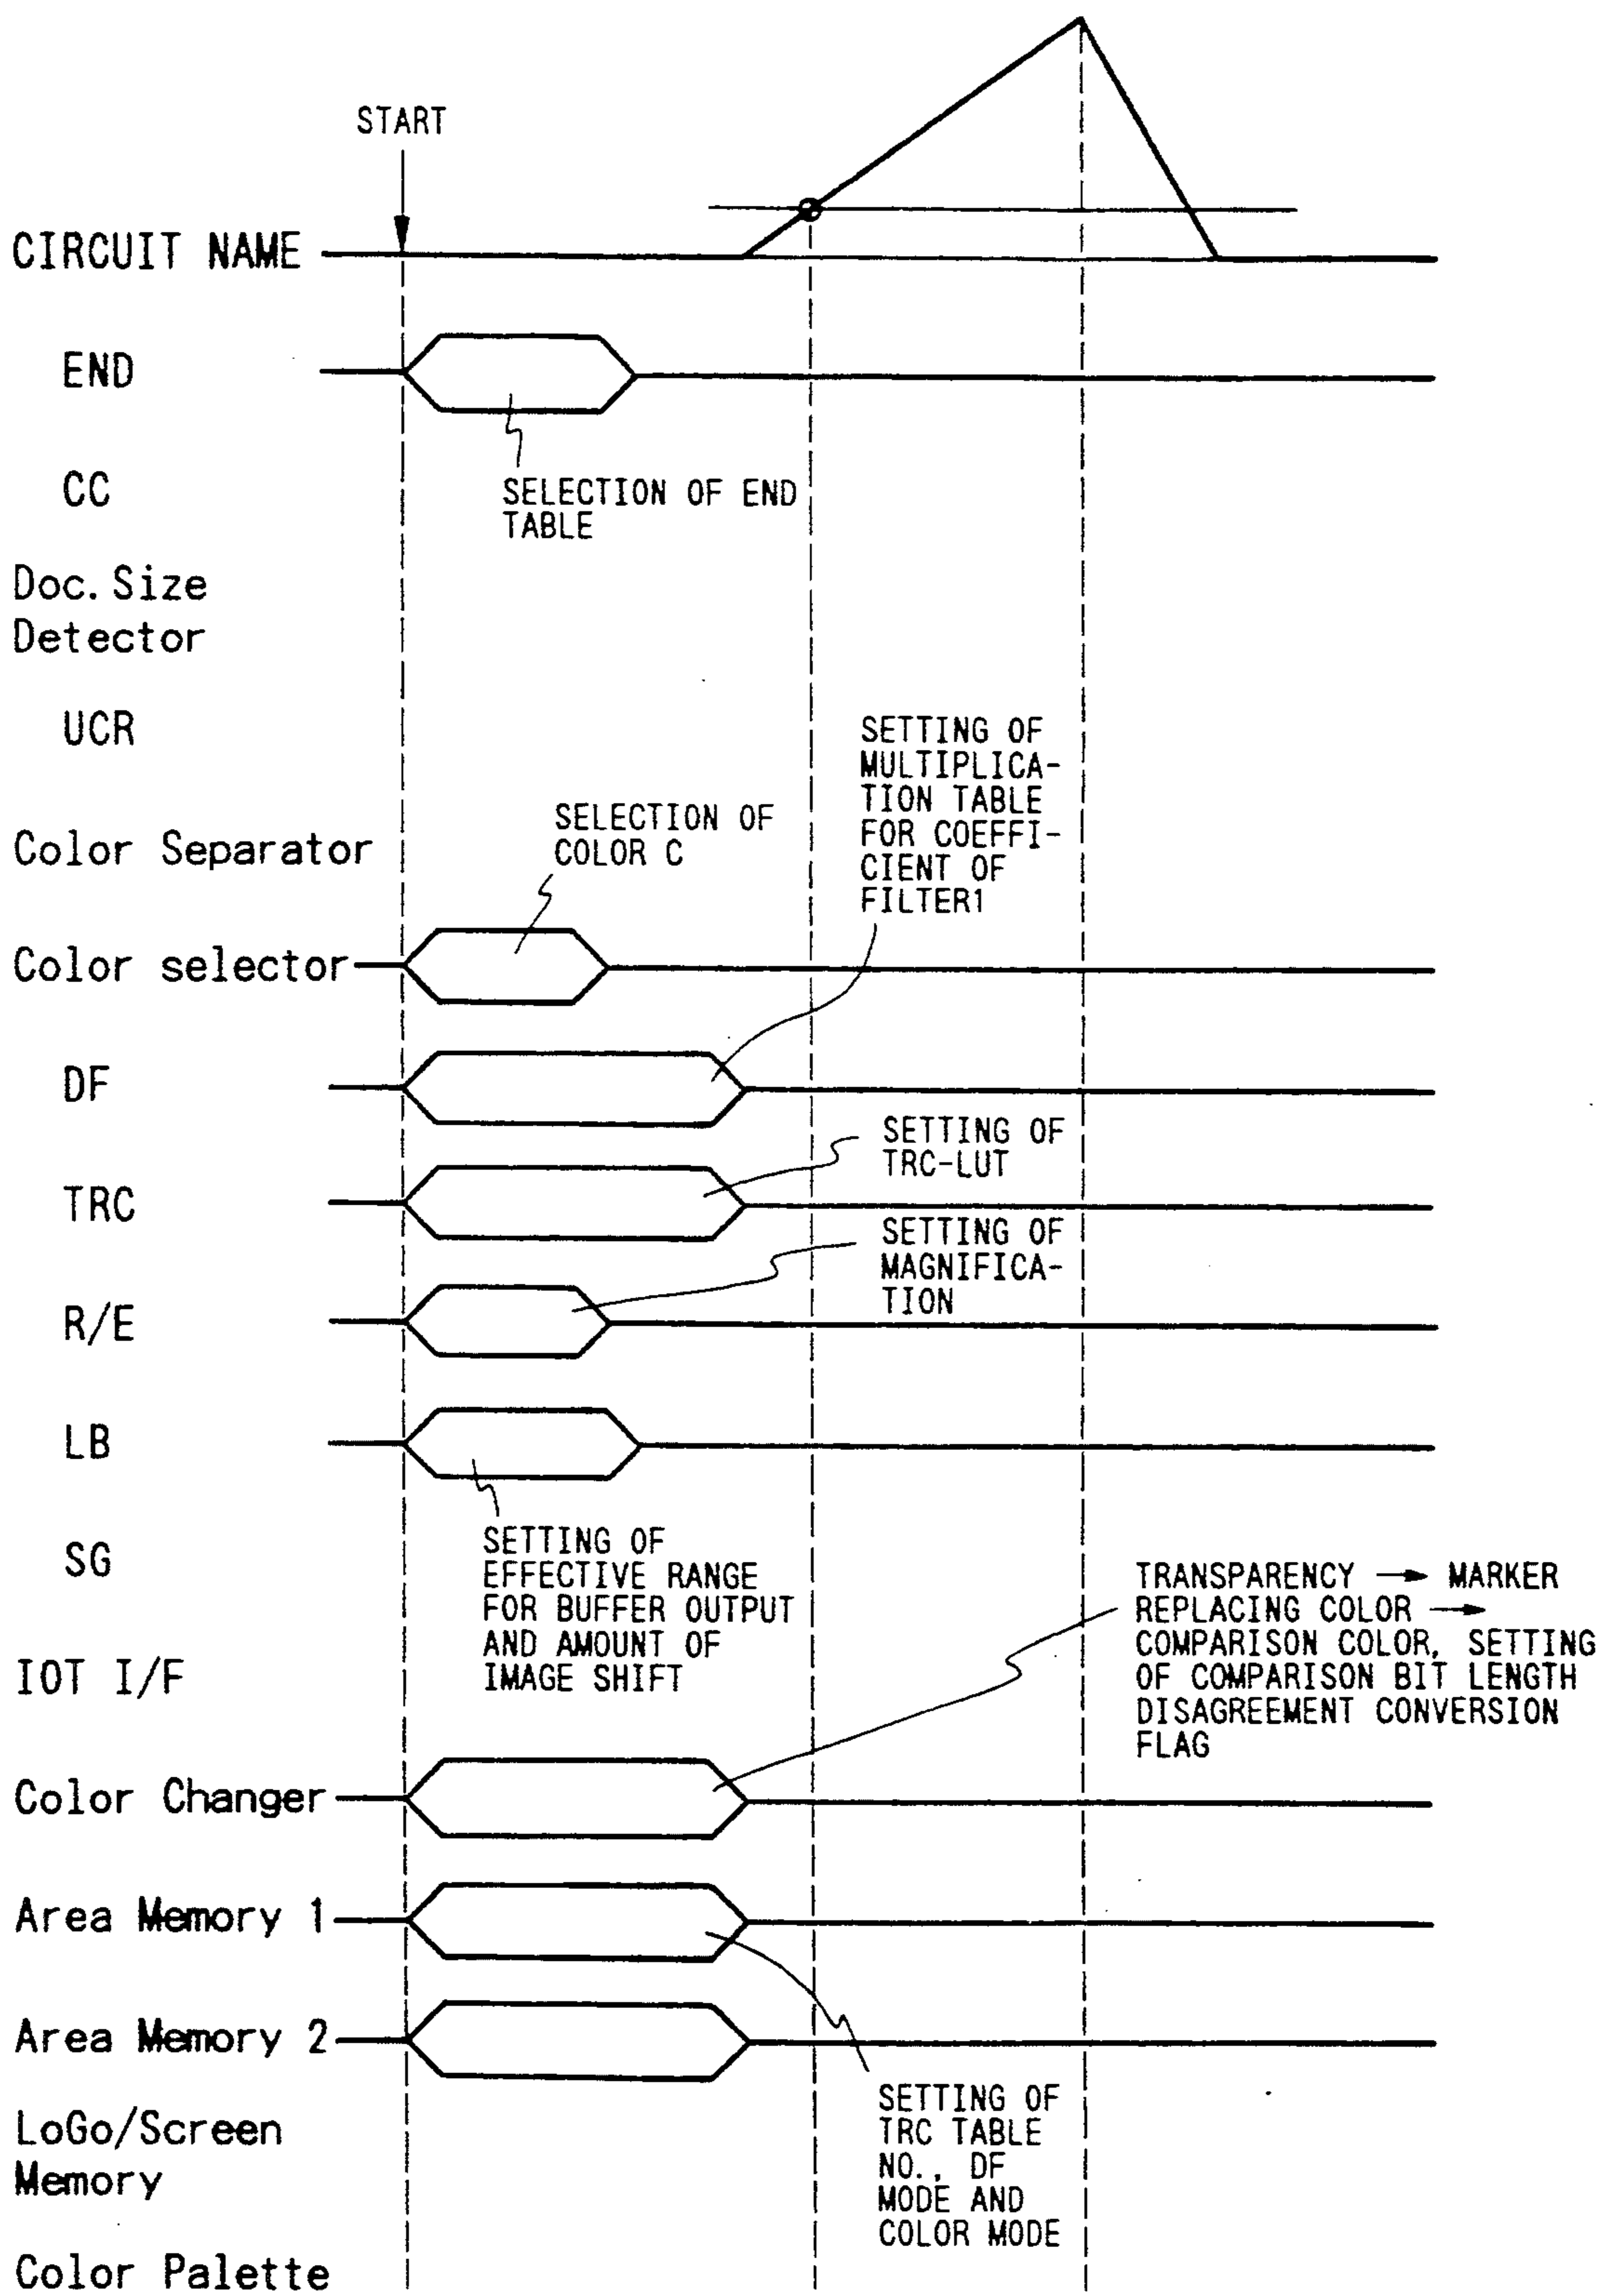 START
CIRCUIT NAME
END
SELECTION OF END
TABLE
CC
Doc. Size
Detector
UCR
SETTING OF
MULTIPLICA-
TION TABLE
FOR COEFFI-
CIENT OF
FILTER1
SELECTION OF
COLOR C
Color Separator
Color selector
DF
SETTING OF
TRC-LUT
TRC
SETTING OF
MAGNIFICA-
TION
R/E
LB
SETTING OF
EFFECTIVE RANGE
FOR BUFFER OUTPUT
AND AMOUNT OF
IMAGE SHIFT
SG
TRANSPARENCY → MARKER
REPLACING COLOR →
COMPARISON COLOR, SETTING
OF COMPARISON BIT LENGTH
DISAGREEMENT CONVERSION
FLAG
IOT I/F
Color Changer
Area Memory 1
Area Memory 2
SETTING OF
TRC TABLE
NO., DF
MODE AND
COLOR MODE
LoGo/Screen
Memory
Color Palette